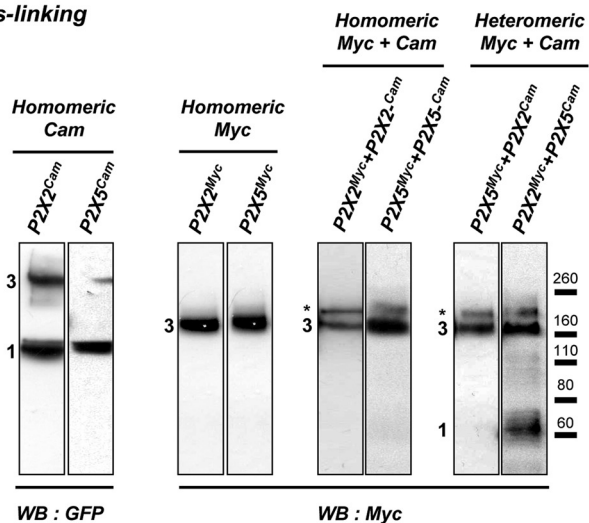 s-linking
Homomeric
Myc + Cam
Heteromeric
Myc + Cam
Homomeric
Cam
Homomeric
Myc
P2X2Cam
P2X5Cam
P2X2Myc
P2X5Myc
P2X2Myc+P2X2-Cam
P2X5Myc+P2X5-Cam
P2X5Myc+P2X2Cam
P2X2Myc+P2X5Cam
3
1
3
*
3
*
3
1
260
160
110
80
60
WB : GFP
WB : Myc